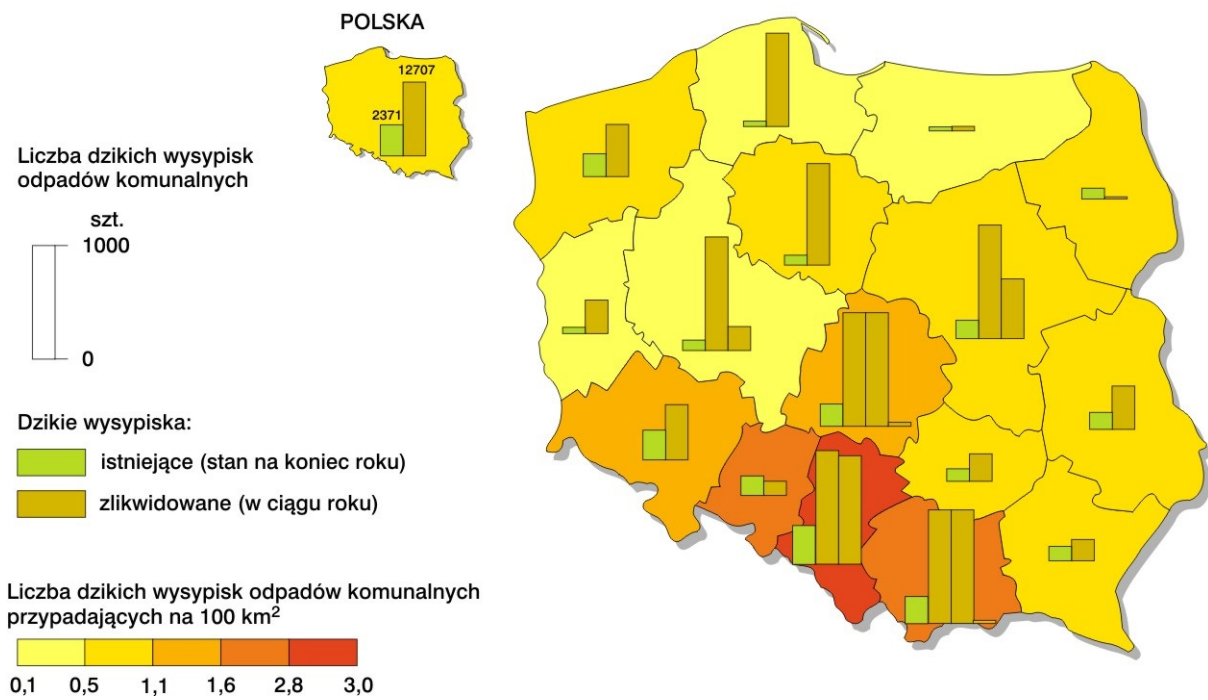 POLSKA
12707
2371
Liczba dzikich wysypisk
odpadów komunalnych
szt.
1000
0
Dzikie wysypiska:
istniejące (stan na koniec roku)
zlikwidowane (w ciągu roku)
Liczba dzikich wysypisk odpadów komunalnych
przypadających na 100 km²
0,1 0,5 1,1 1,6 2,8 3,0